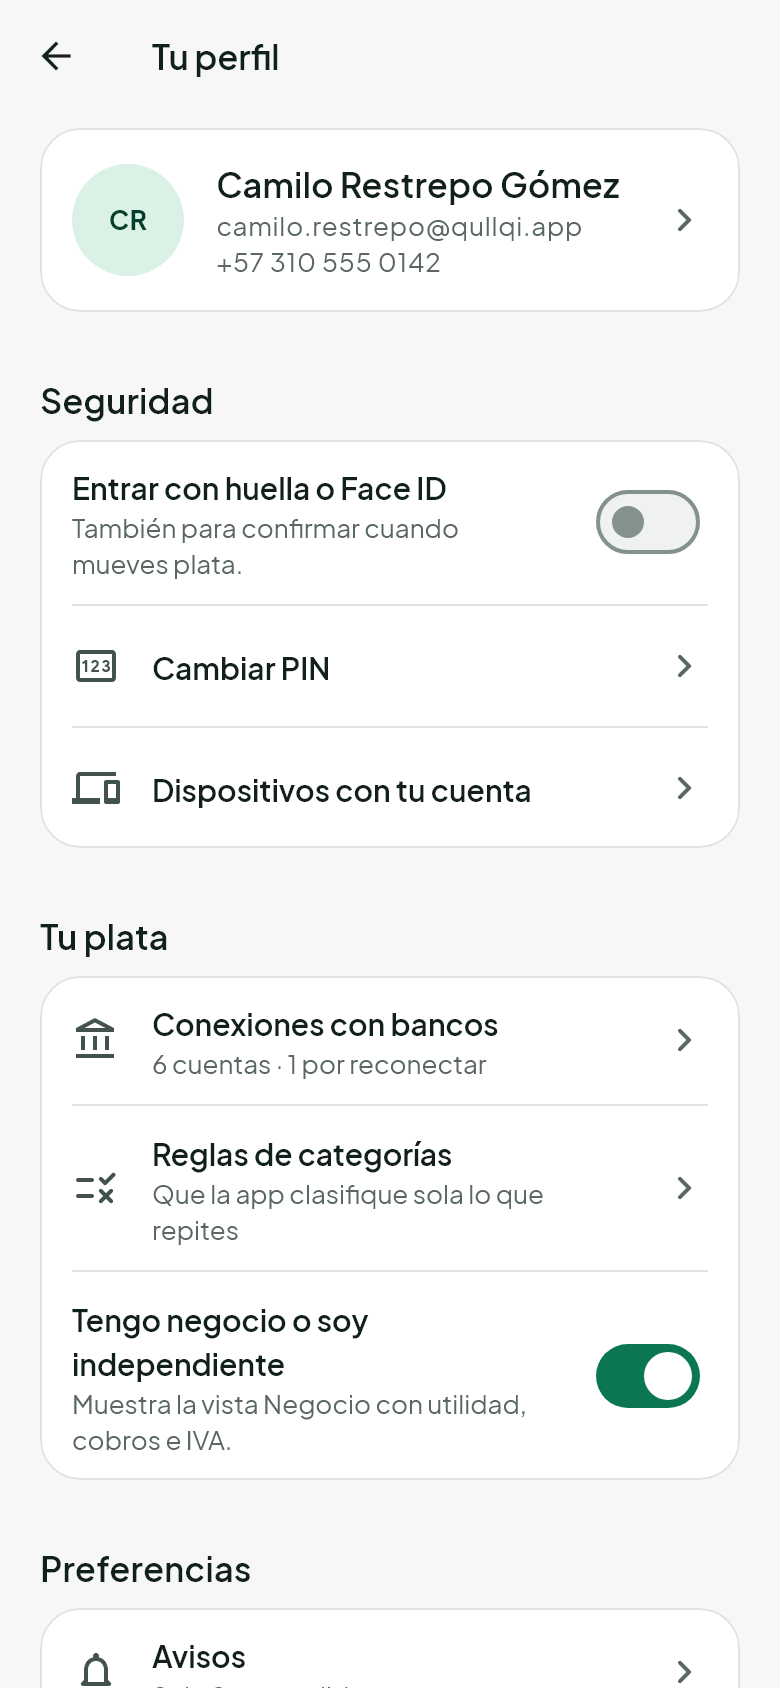 Tu perfil
CR
Camilo Restrepo Gómez
camilo.restrepo@qullqi.app
+57 310 555 0142
Seguridad
Entrar con huella o Face ID
También para confirmar cuando
mueves plata.
123
Cambiar PIN
Dispositivos con tu cuenta
Tu plata
Conexiones con bancos
6 cuentas · 1 por reconectar
Reglas de categorías
Que la app clasifique sola lo que
repites
Tengo negocio o soy
independiente
Muestra la vista Negocio con utilidad,
cobros e IVA.
Preferencias
Avisos